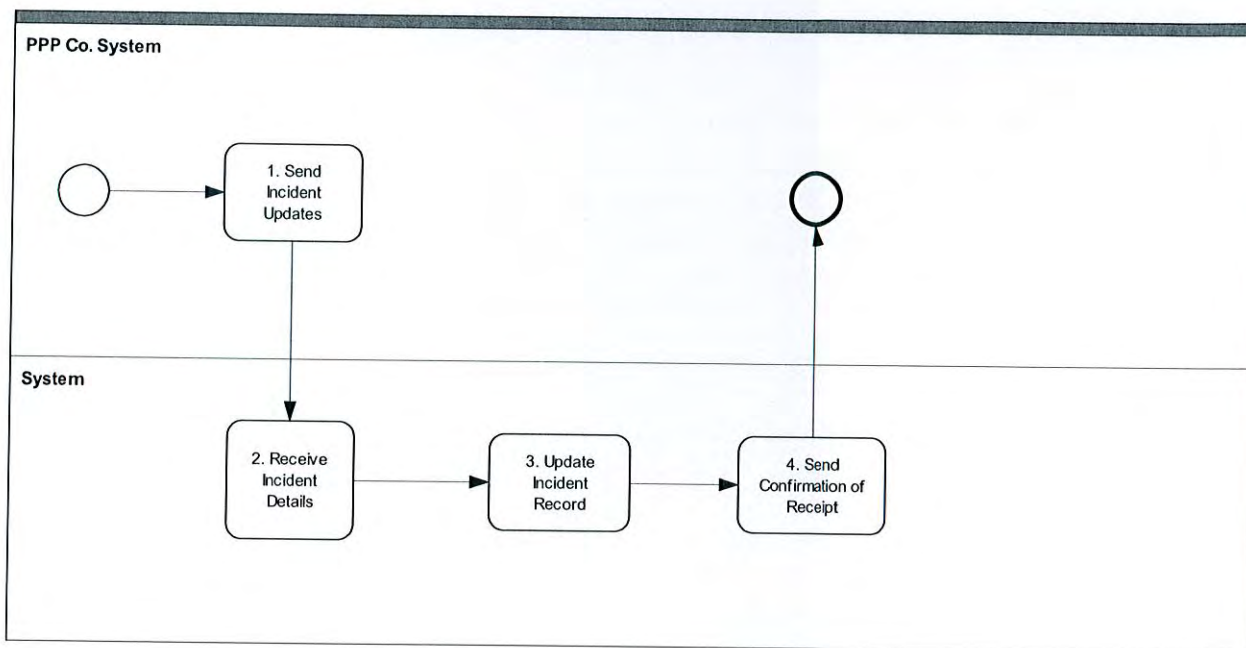 PPP Co. System
1. Send
Incident
Updates
System
2. Receive
Incident
Details
3. Update
Incident
Record
4. Send
Confirmation of
Receipt